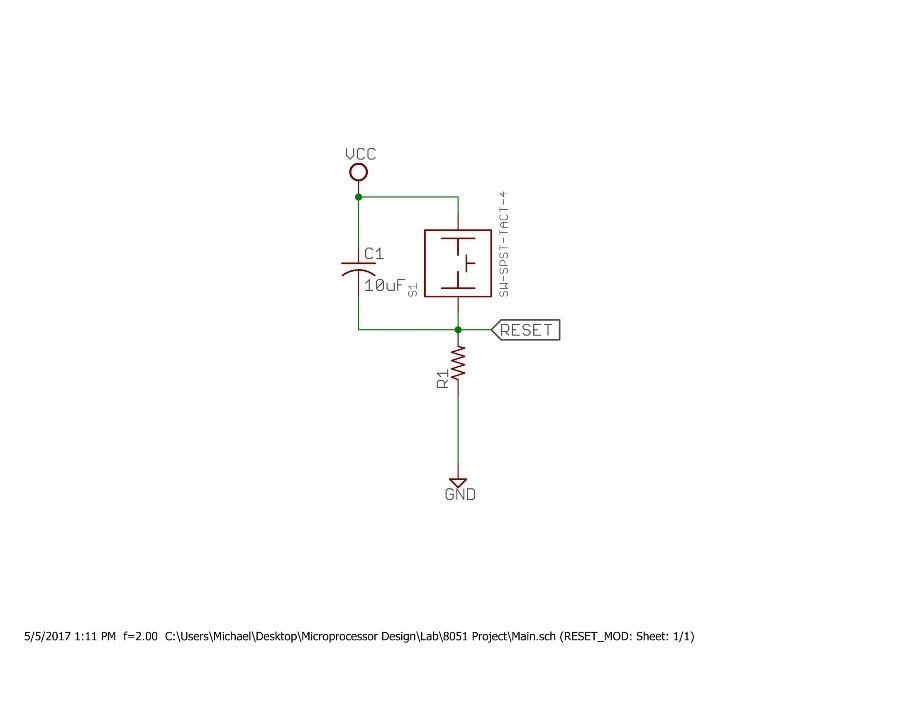 VCC
C1
10uF
S1
SW-SPST-TACT-4
RESET
R1
GND
5/5/2017 1:11 PM  f=2.00  C:\Users\Michael\Desktop\Microprocessor Design\Lab\8051 Project\Main.sch (RESET_MOD: Sheet: 1/1)